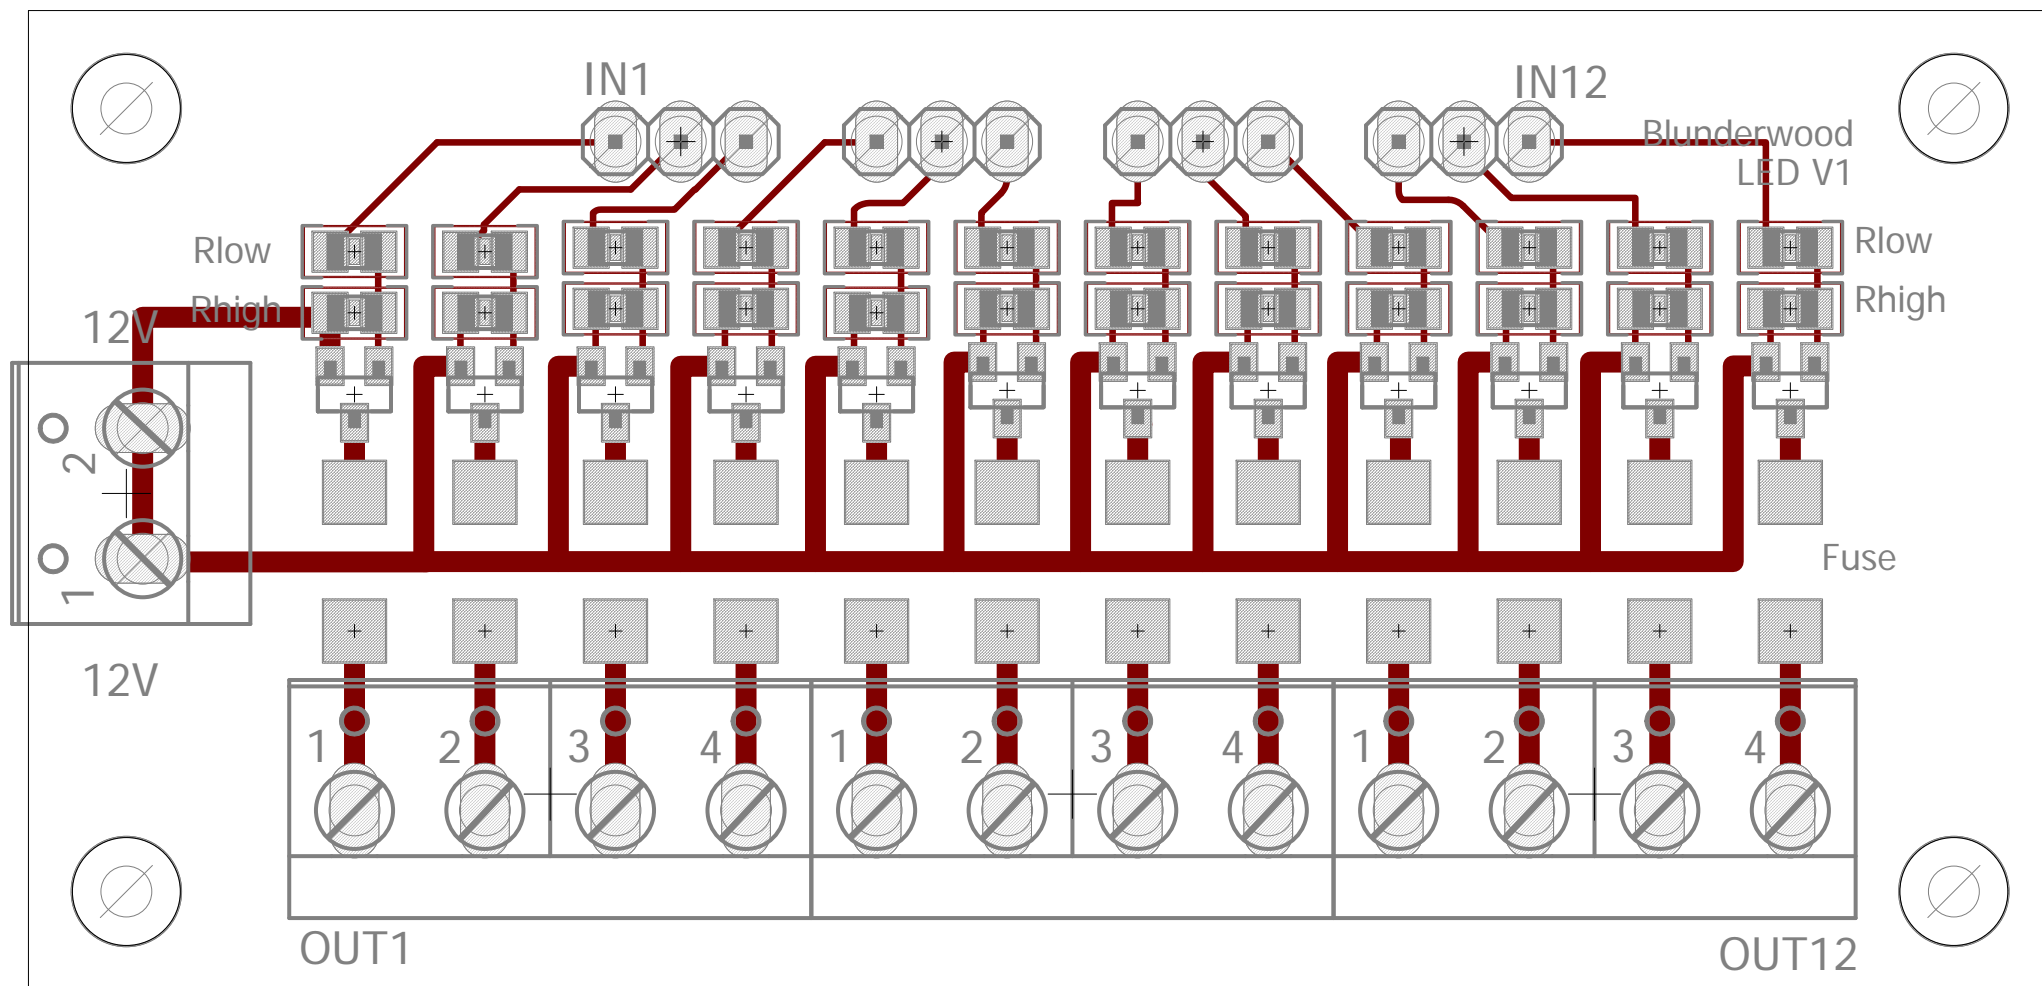 IN1
IN12
Blunderwood
LED V1
Rlow
Rlow
Rhigh
Rhigh
12V
2
1
Fuse
12V
1
2
3
4
1
2
3
4
1
2
3
4
OUT1
OUT12